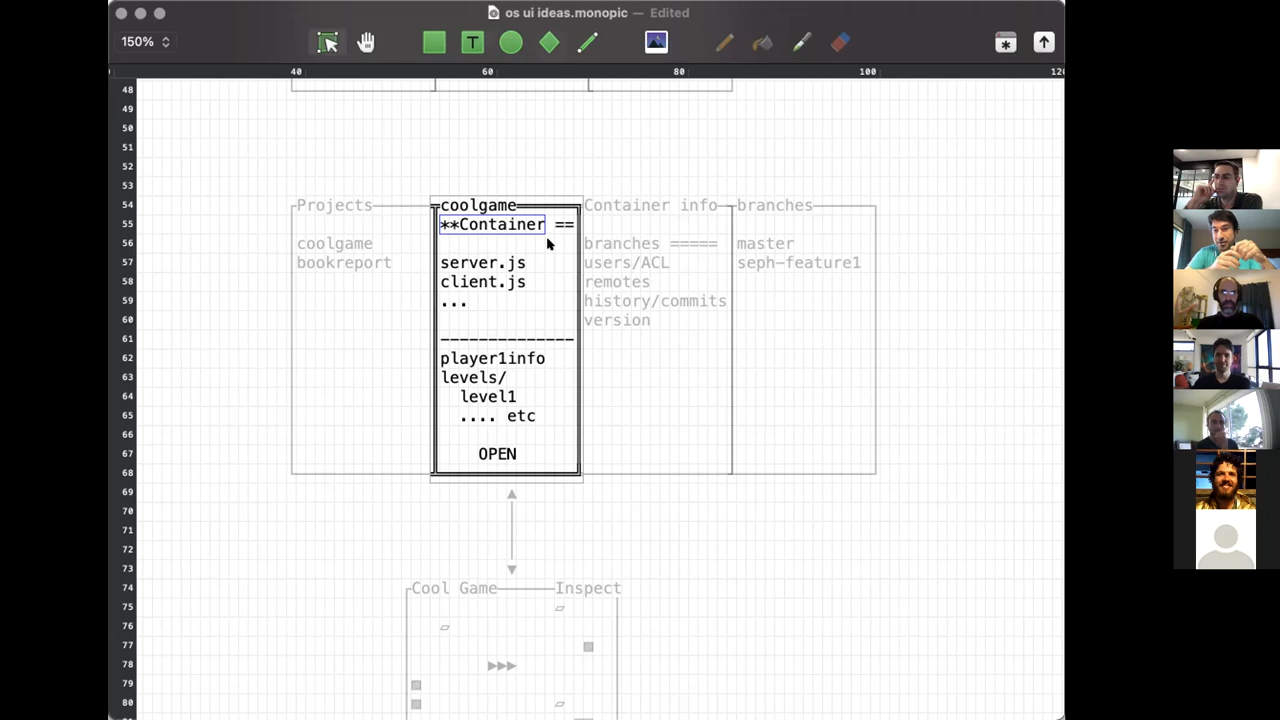 os ui ideas.monopic — Edited
150%
T
40 60 80 100 120
48
49
50
51
52
53
54
55
56
57
58
59
60
61
62
63
64
65
66
67
68
69
70
71
72
73
74
75
76
77
78
79
80
Projects
coolgame
bookreport
coolgame
**Container ==
server.js
client.js
...
--------------
player1info
levels/
level1
.... etc
OPEN
Container info
branches =====
users/ACL
remotes
history/commits
version
branches
master
seph-feature1
Cool Game Inspect